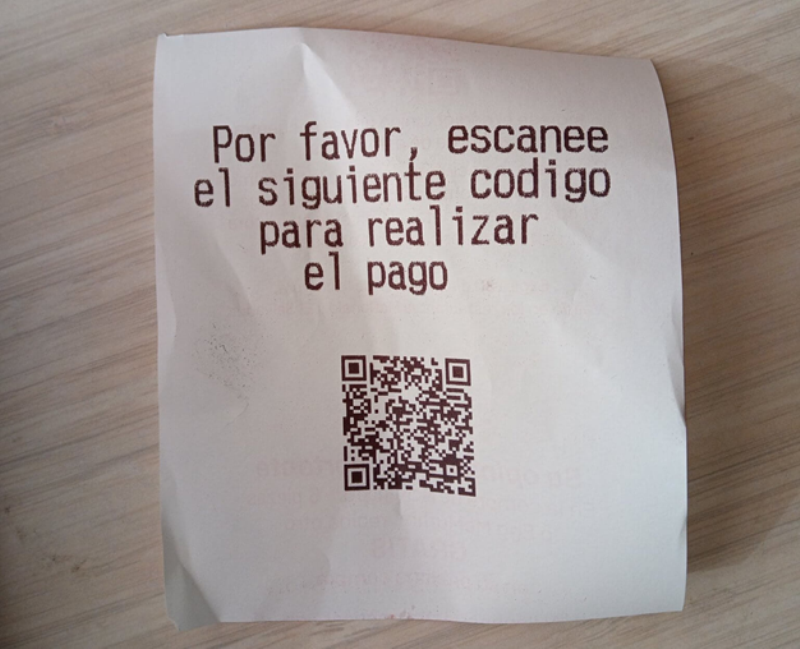 Por favor, escanee
el siguiente codigo
para realizar
el pago